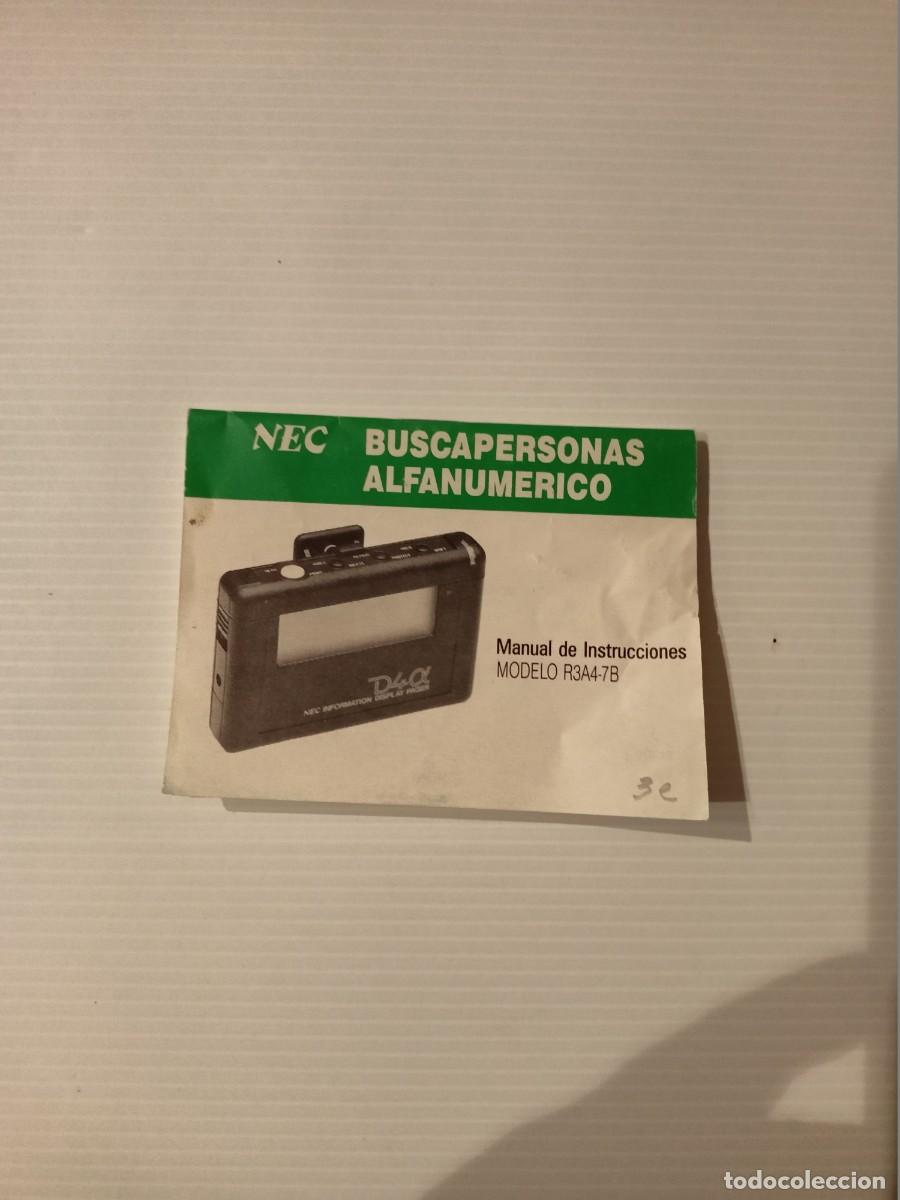 NEC BUSCAPERSONAS
ALFANUMERICO
D4α
NEC INFORMATION DISPLAY PAGER
Manual de Instrucciones
MODELO R3A4-7B
3e
todocoleccion